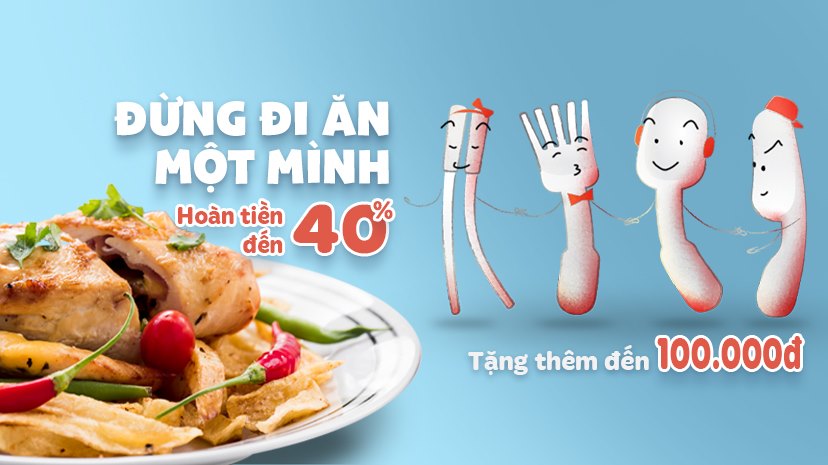 ĐỪNG ĐI ĂN
MỘT MÌNH
Hoàn tiền
đến 40%
Tặng thêm đến 100.000đ